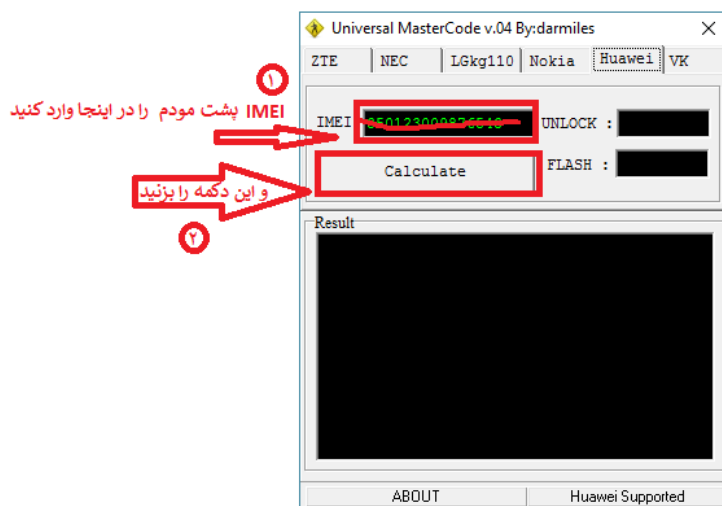 Universal MasterCode v.04 By:darmiles
ZTE NEC LGkg110 Nokia Huawei VK
۱
IMEI پشت مودم را در اینجا وارد کنید
IMEI
UNLOCK :
Calculate
FLASH :
و این دکمه را بزنید
۲
Result
ABOUT
Huawei Supported